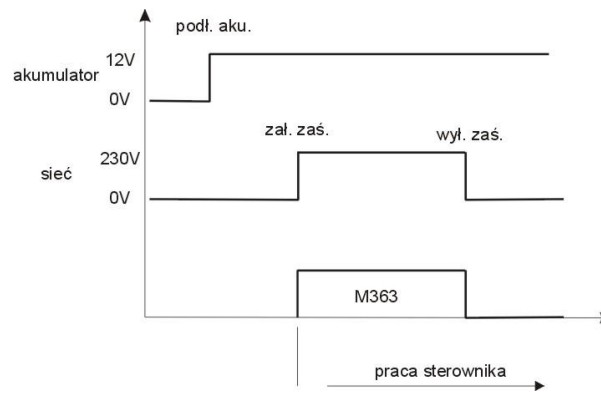 podł. aku.
12V
akumulator
0V
zał. zaś.
wył. zaś.
230V
sieć
0V
M363
praca sterownika